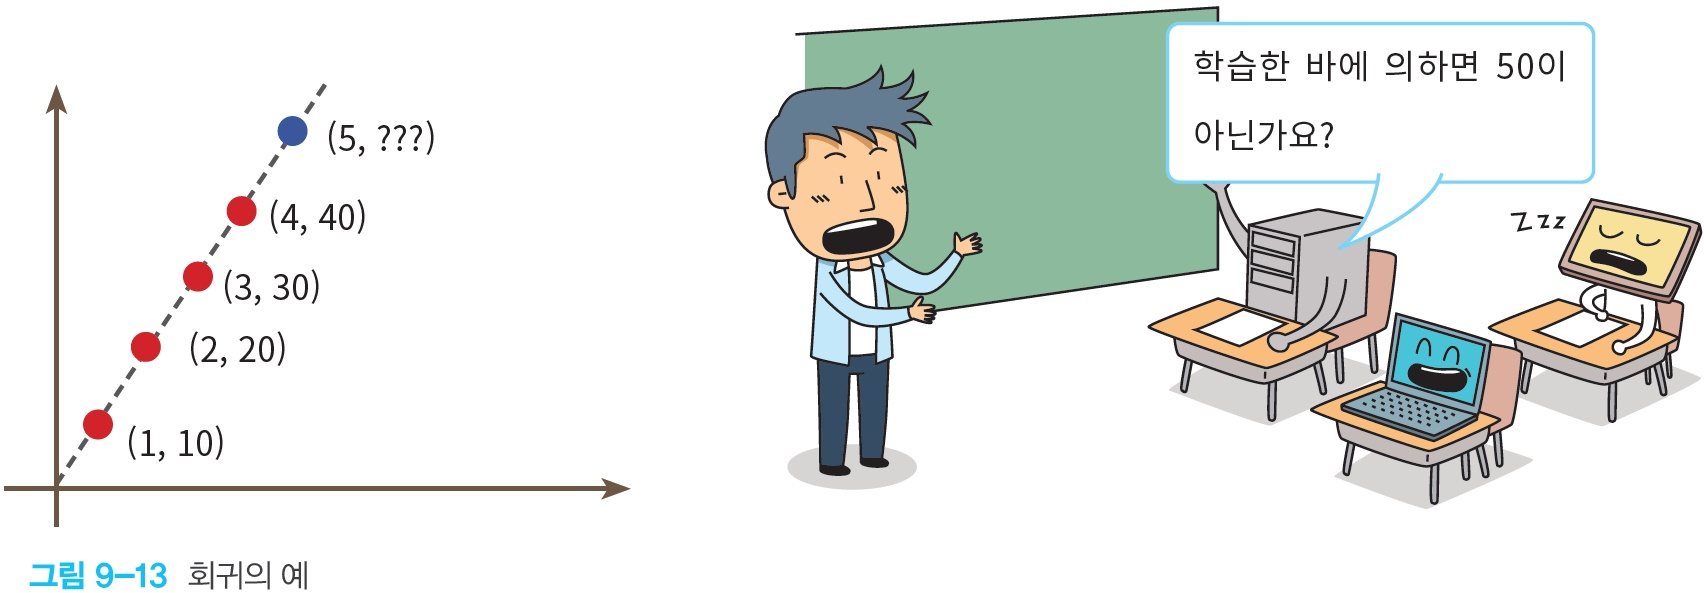 학습한 바에 의하면 50이
아닌가요?
(5, ???)
(4, 40)
(3, 30)
(2, 20)
(1, 10)
zzz
그림 9-13 회귀의 예